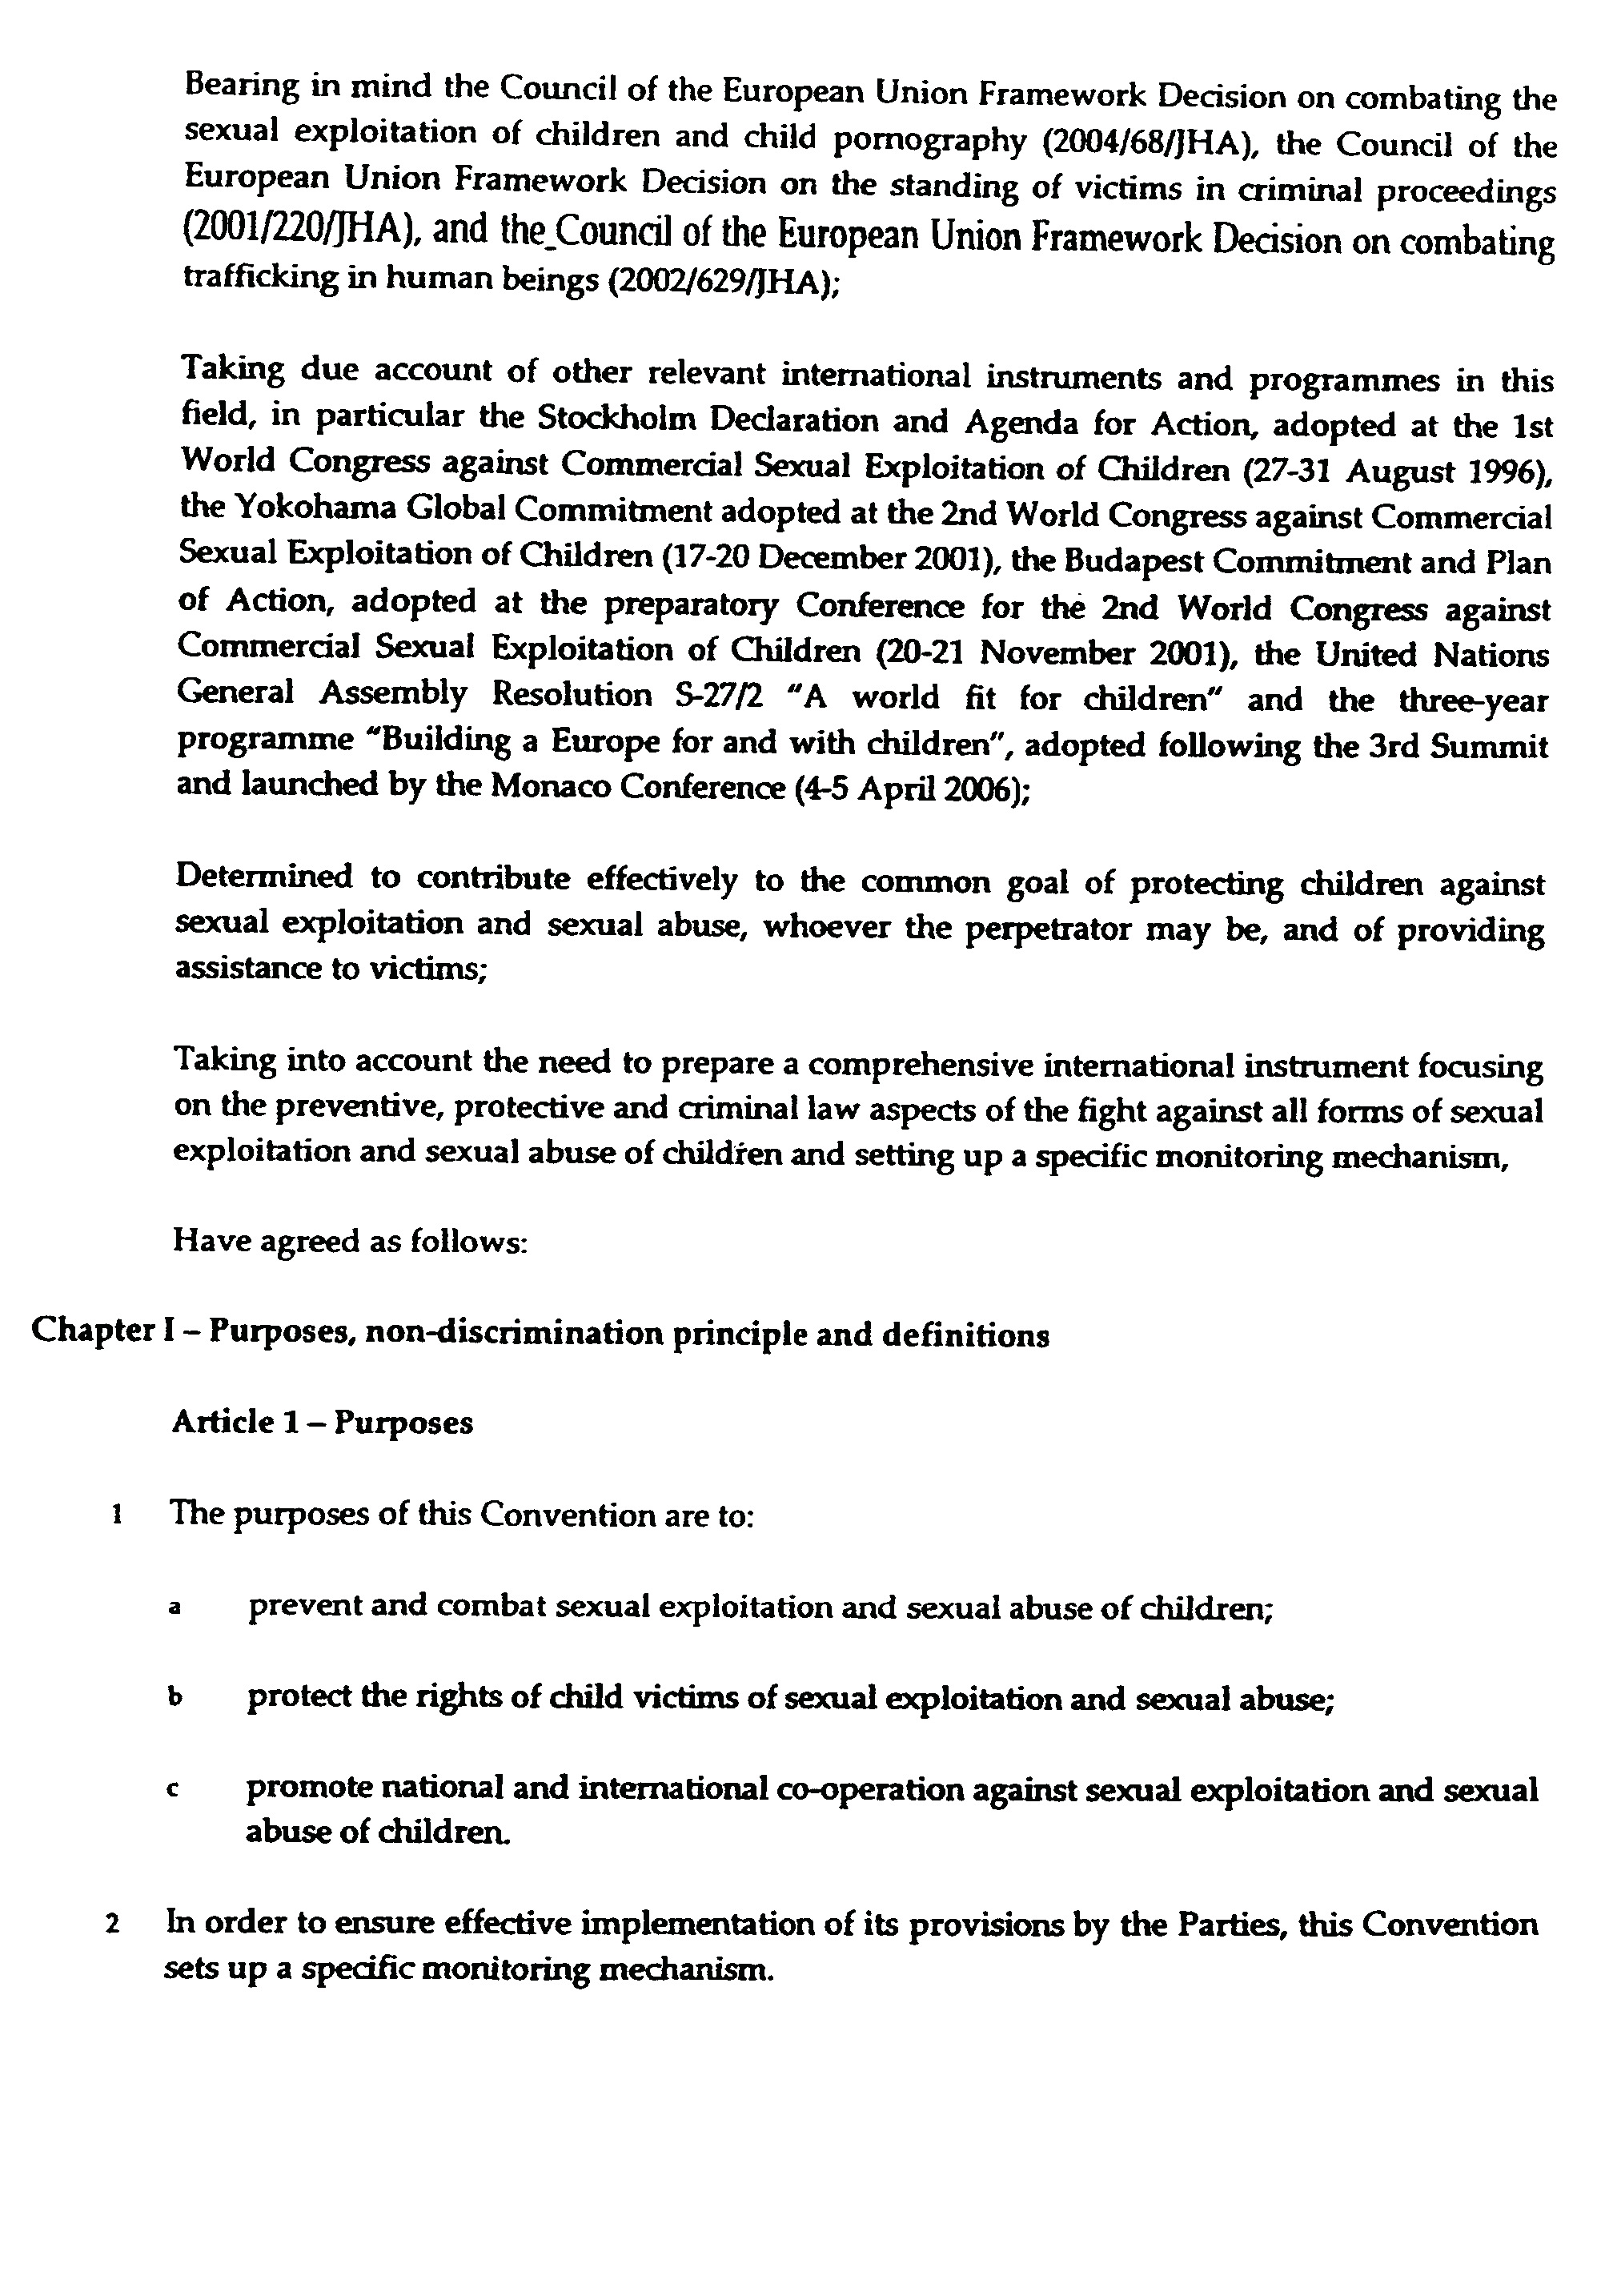 Bearing in mind the Council of the European Union Framework Decision on combating the
sexual exploitation of children and child pornography (2004/68/JHA), the Council of the
European Union Framework Decision on the standing of victims in criminal proceedings
(2001/220/JHA), and the Council of the European Union Framework Decision on combating
trafficking in human beings (2002/629/JHA);
Taking due account of other relevant international instruments and programmes in this
field, in particular the Stockholm Declaration and Agenda for Action, adopted at the 1st
World Congress against Commercial Sexual Exploitation of Children (27-31 August 1996),
the Yokohama Global Commitment adopted at the 2nd World Congress against Commercial
Sexual Exploitation of Children (17-20 December 2001), the Budapest Commitment and Plan
of Action, adopted at the preparatory Conference for the 2nd World Congress against
Commercial Sexual Exploitation of Children (20-21 November 2001), the United Nations
General Assembly Resolution S-27/2 "A world fit for children" and the three-year
programme "Building a Europe for and with children", adopted following the 3rd Summit
and launched by the Monaco Conference (4-5 April 2006);
Determined to contribute effectively to the common goal of protecting children against
sexual exploitation and sexual abuse, whoever the perpetrator may be, and of providing
assistance to victims;
Taking into account the need to prepare a comprehensive international instrument focusing
on the preventive, protective and criminal law aspects of the fight against all forms of sexual
exploitation and sexual abuse of children and setting up a specific monitoring mechanism,
Have agreed as follows:
Chapter I – Purposes, non-discrimination principle and definitions
Article 1 – Purposes
1 The purposes of this Convention are to:
a prevent and combat sexual exploitation and sexual abuse of children;
b protect the rights of child victims of sexual exploitation and sexual abuse;
c promote national and international co-operation against sexual exploitation and sexual
abuse of children.
2 In order to ensure effective implementation of its provisions by the Parties, this Convention
sets up a specific monitoring mechanism.